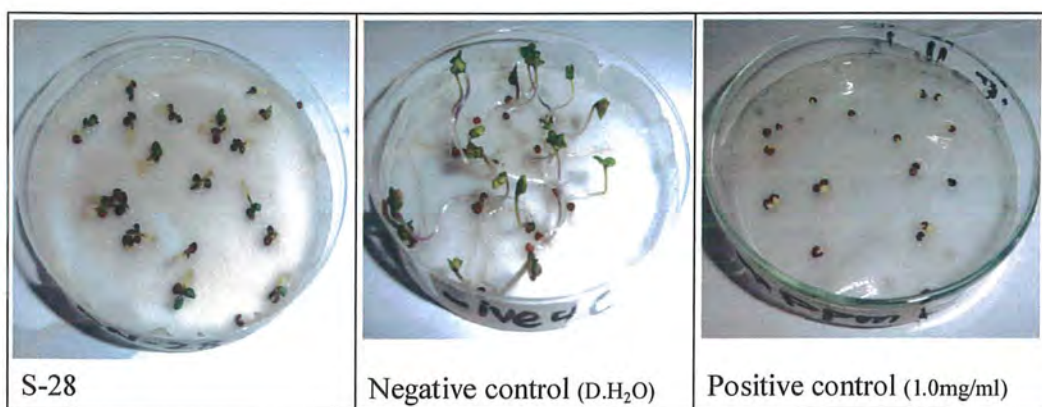 S-28
Negative control (D.H₂O)
Positive control (1.0mg/ml)